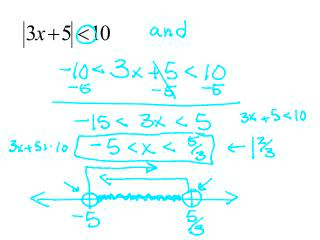 |3x+5| < 10 and
-10 < 3x + 5 < 10
-5 -5 -5
-15 < 3x < 5
3x+5 < 10
3x+5 > -10
-5 < x < 5/3 ← 1 2/3
-5 5/3